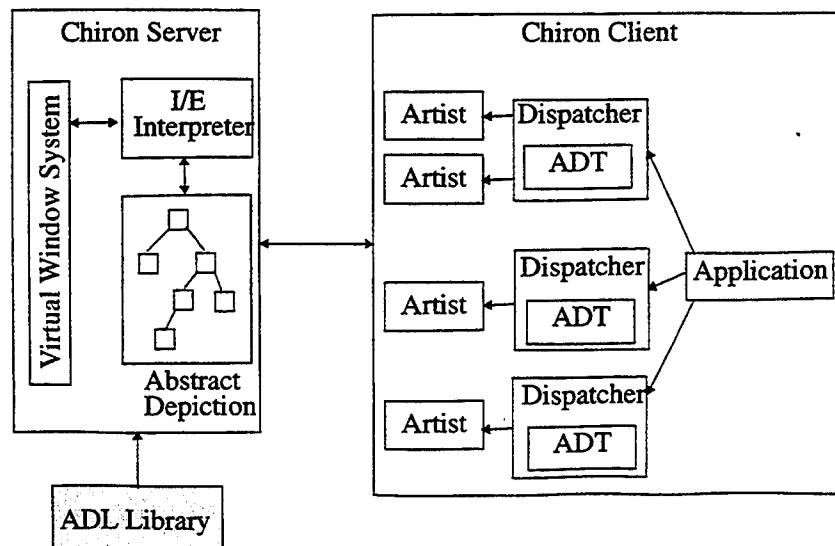 Chiron Server
Virtual Window System
I/E
Interpreter
Abstract
Depiction
ADL Library
Chiron Client
Artist
Artist
Dispatcher
ADT
Artist
Dispatcher
ADT
Artist
Dispatcher
ADT
Application